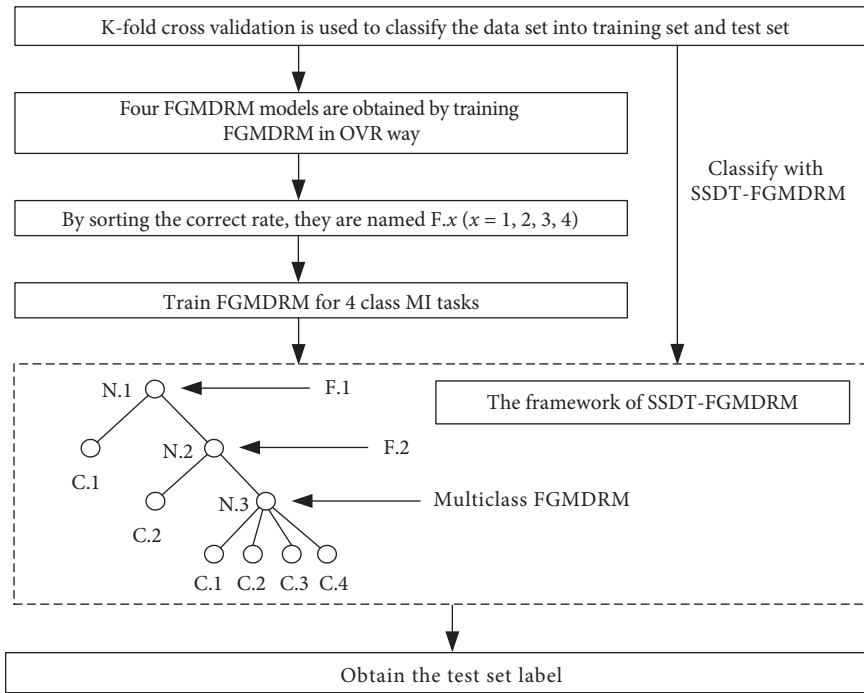 K-fold cross validation is used to classify the data set into training set and test set
Four FGMDRM models are obtained by training
FGMDRM in OVR way
Classify with
SSDT-FGMDRM
By sorting the correct rate, they are named F.x (x = 1, 2, 3, 4)
Train FGMDRM for 4 class MI tasks
N.1
F.1
The framework of SSDT-FGMDRM
N.2
F.2
C.1
N.3
Multiclass FGMDRM
C.2
C.1 C.2 C.3 C.4
Obtain the test set label